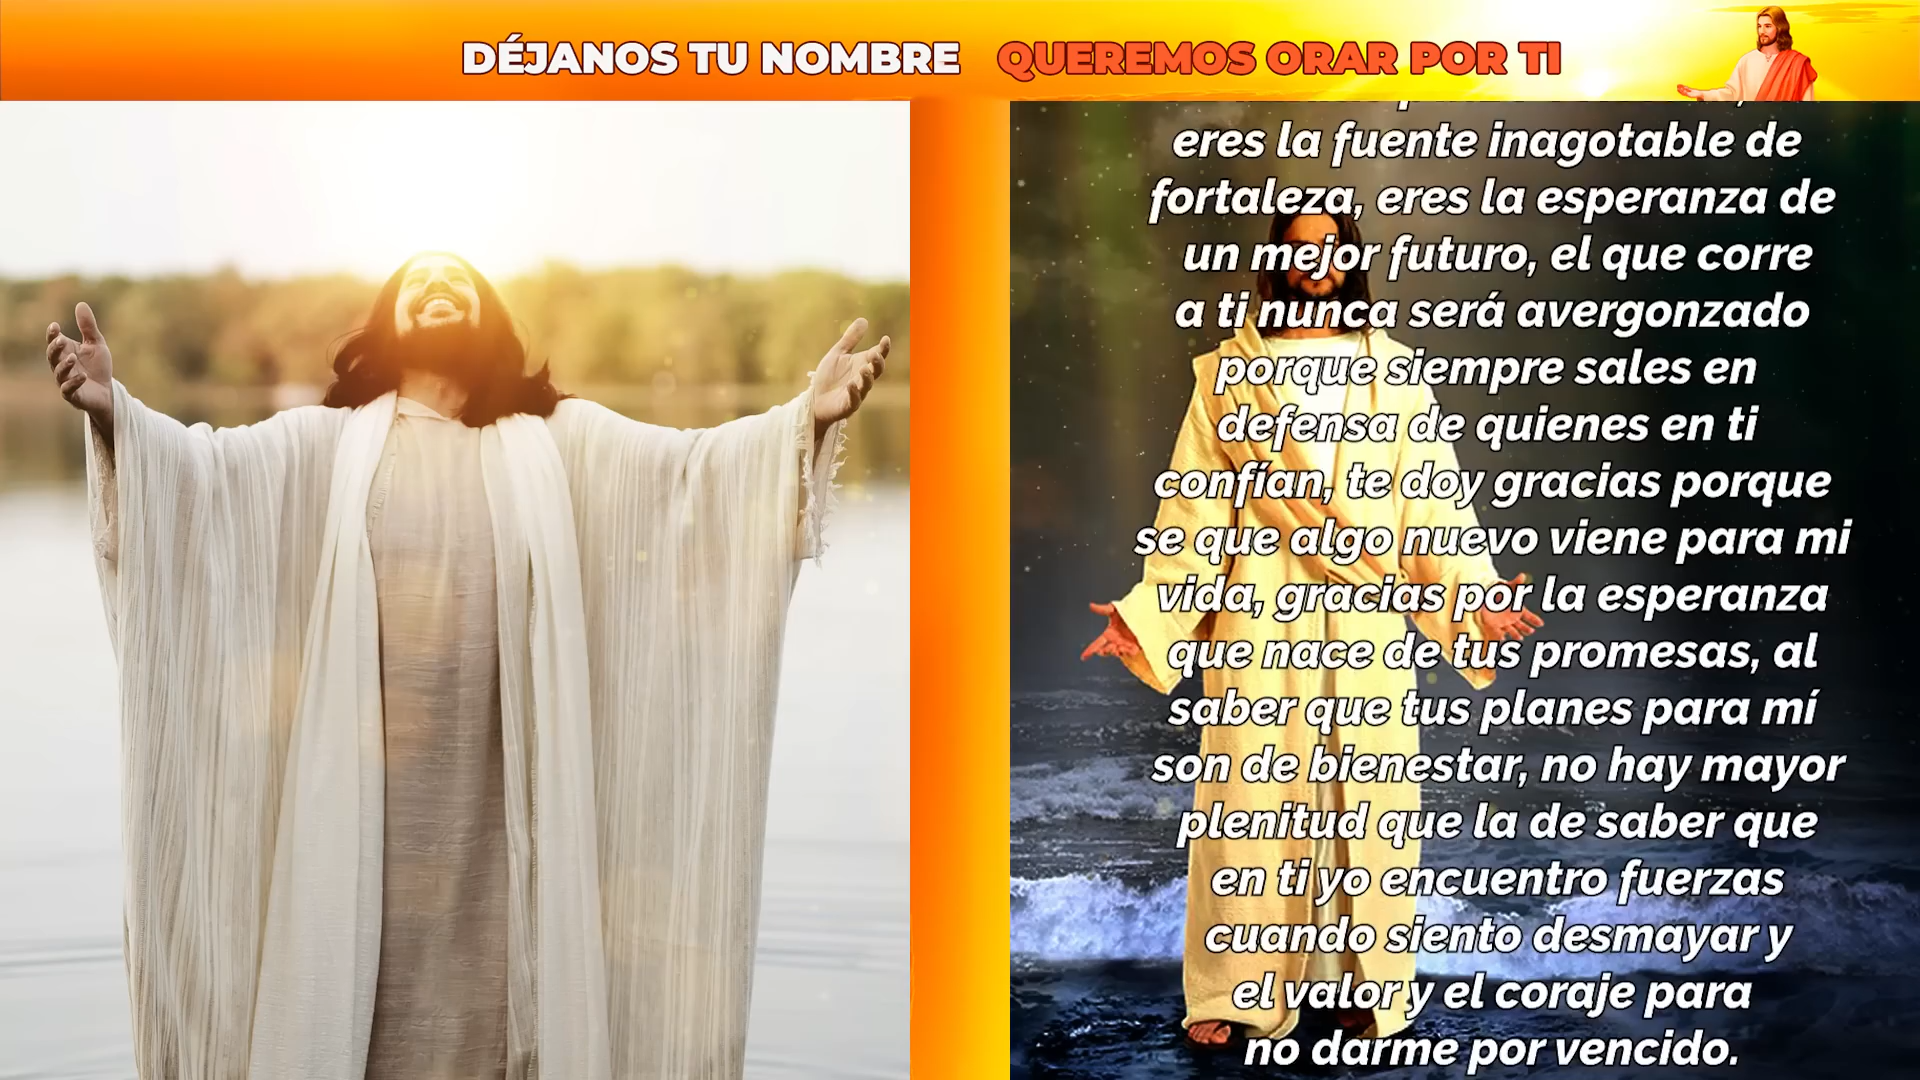 DÉJANOS TU NOMBRE QUEREMOS ORAR POR TI
eres la fuente inagotable de
fortaleza, eres la esperanza de
un mejor futuro, el que corre
a ti nunca será avergonzado
porque siempre sales en
defensa de quienes en ti
confían, te doy gracias porque
se que algo nuevo viene para mi
vida, gracias por la esperanza
que nace de tus promesas, al
saber que tus planes para mí
son de bienestar, no hay mayor
plenitud que la de saber que
en ti yo encuentro fuerzas
cuando siento desmayar y
el valor y el coraje para
no darme por vencido.